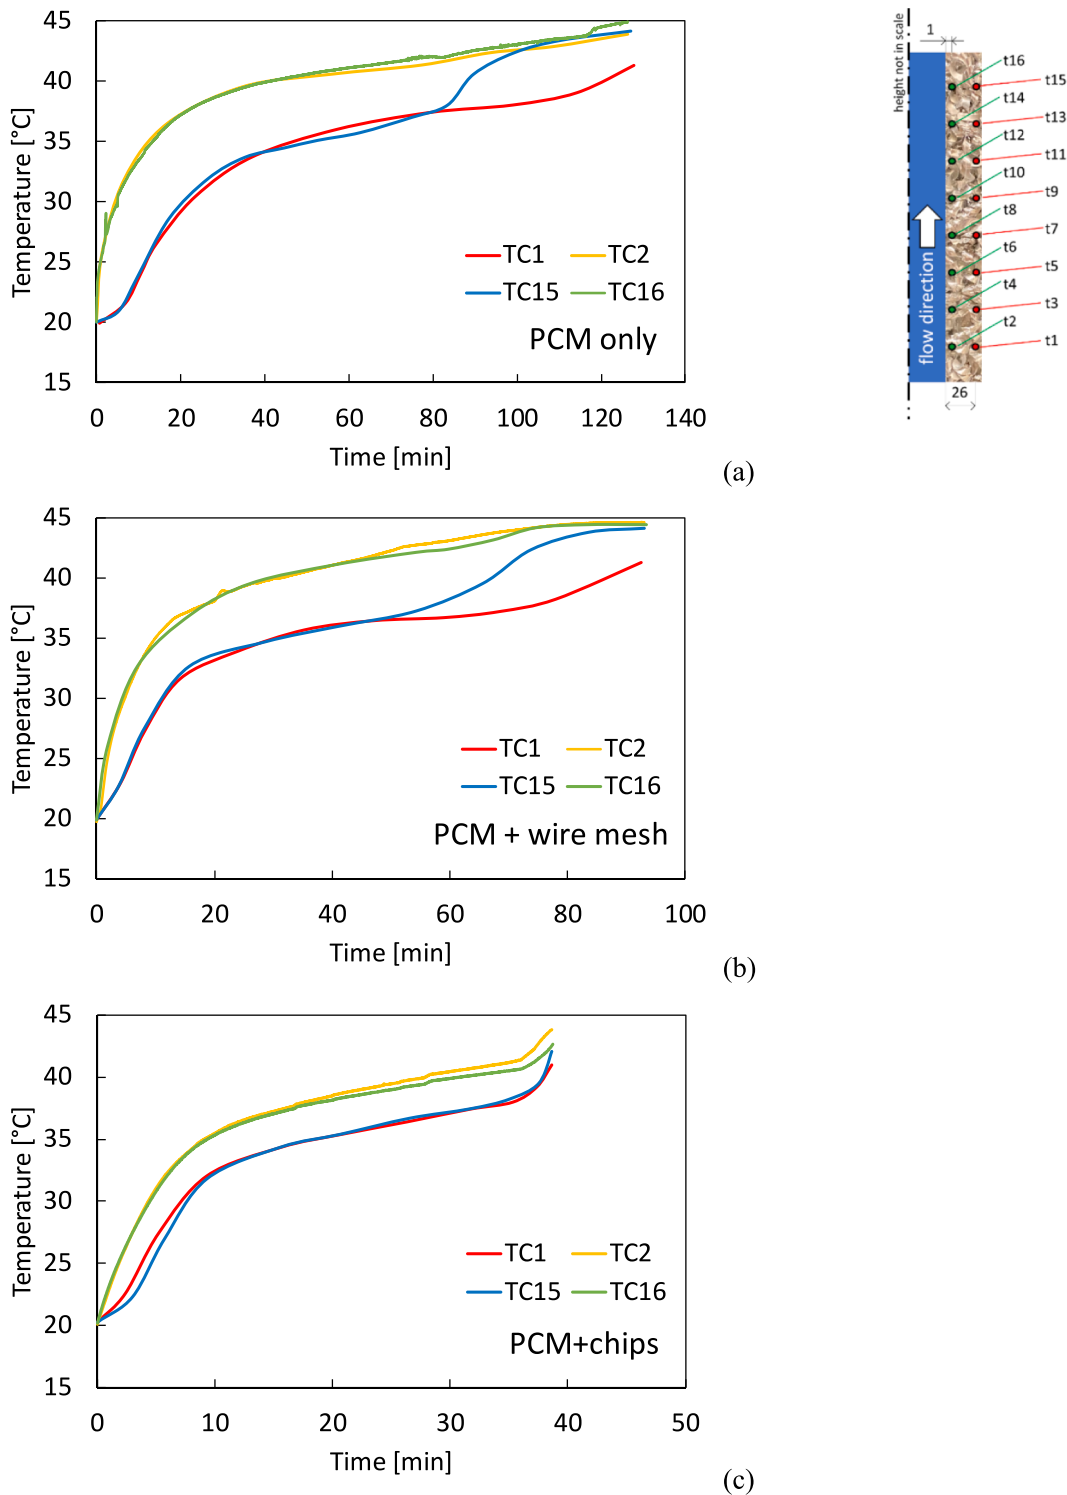 45
40
35
30
25
20
15
Temperature [°C]
TC1
TC2
TC15
TC16
PCM only
0
20
40
60
80
100
120
140
Time [min]
(a)
height not in scale
1
t16
t15
t14
t13
t12
t11
t10
t9
t8
t7
t6
t5
t4
t3
t2
t1
flow direction
26
45
40
35
30
25
20
15
Temperature [°C]
TC1
TC2
TC15
TC16
PCM + wire mesh
0
20
40
60
80
100
Time [min]
(b)
45
40
35
30
25
20
15
Temperature [°C]
TC1
TC2
TC15
TC16
PCM+chips
0
10
20
30
40
50
Time [min]
(c)